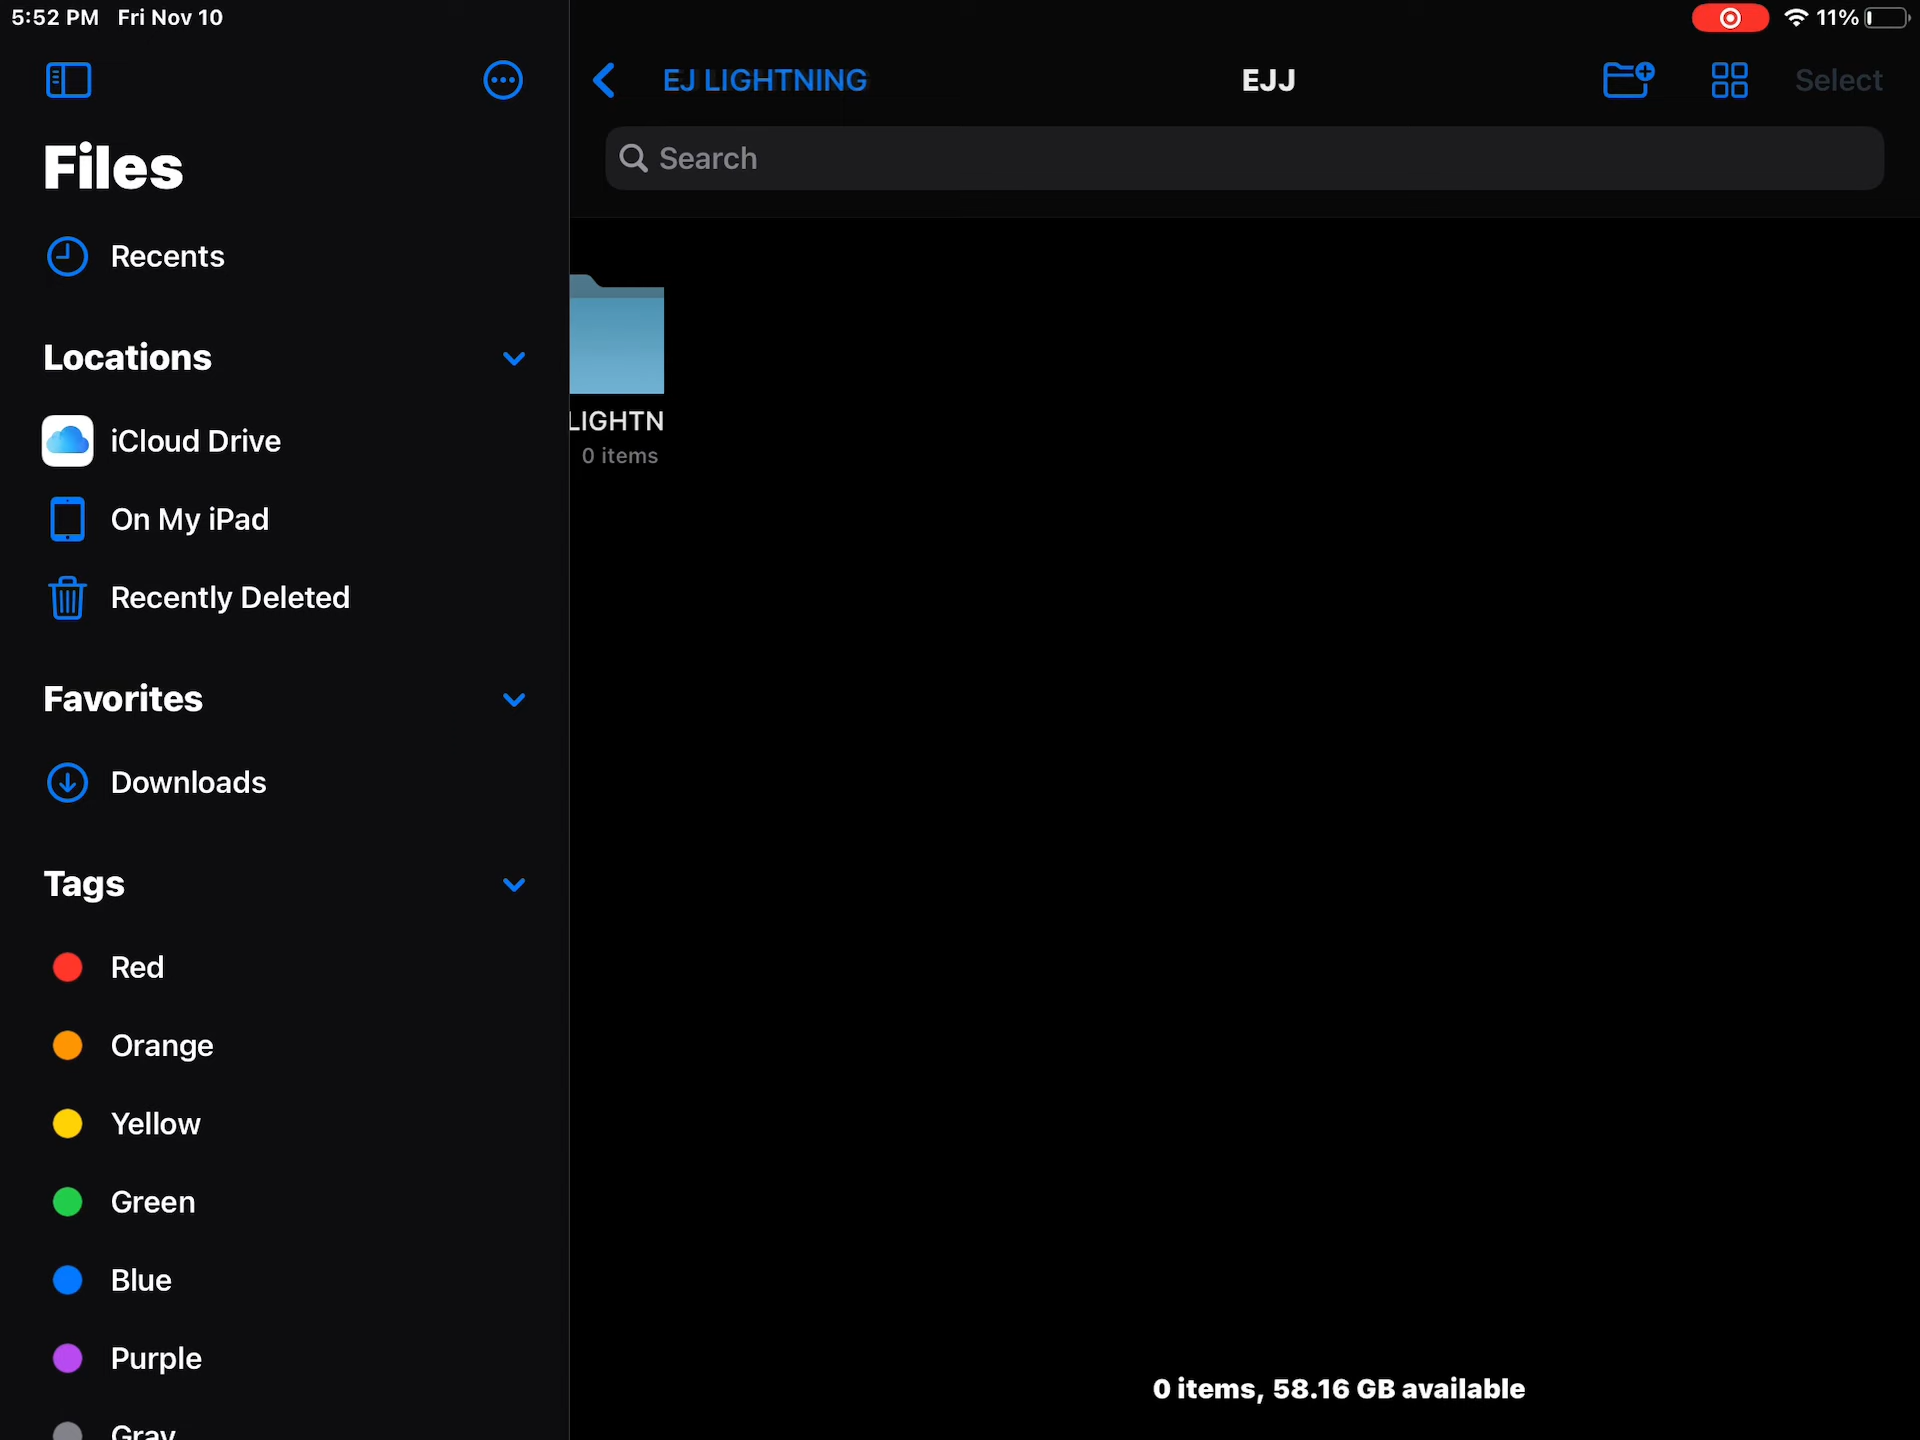 5:52 PM Fri Nov 10
11%
Files
Recents
Locations
iCloud Drive
On My iPad
Recently Deleted
Favorites
Downloads
Tags
Red
Orange
Yellow
Green
Blue
Purple
Gray
EJ LIGHTNING
EJJ
Select
Search
LIGHTN
0 items
0 items, 58.16 GB available